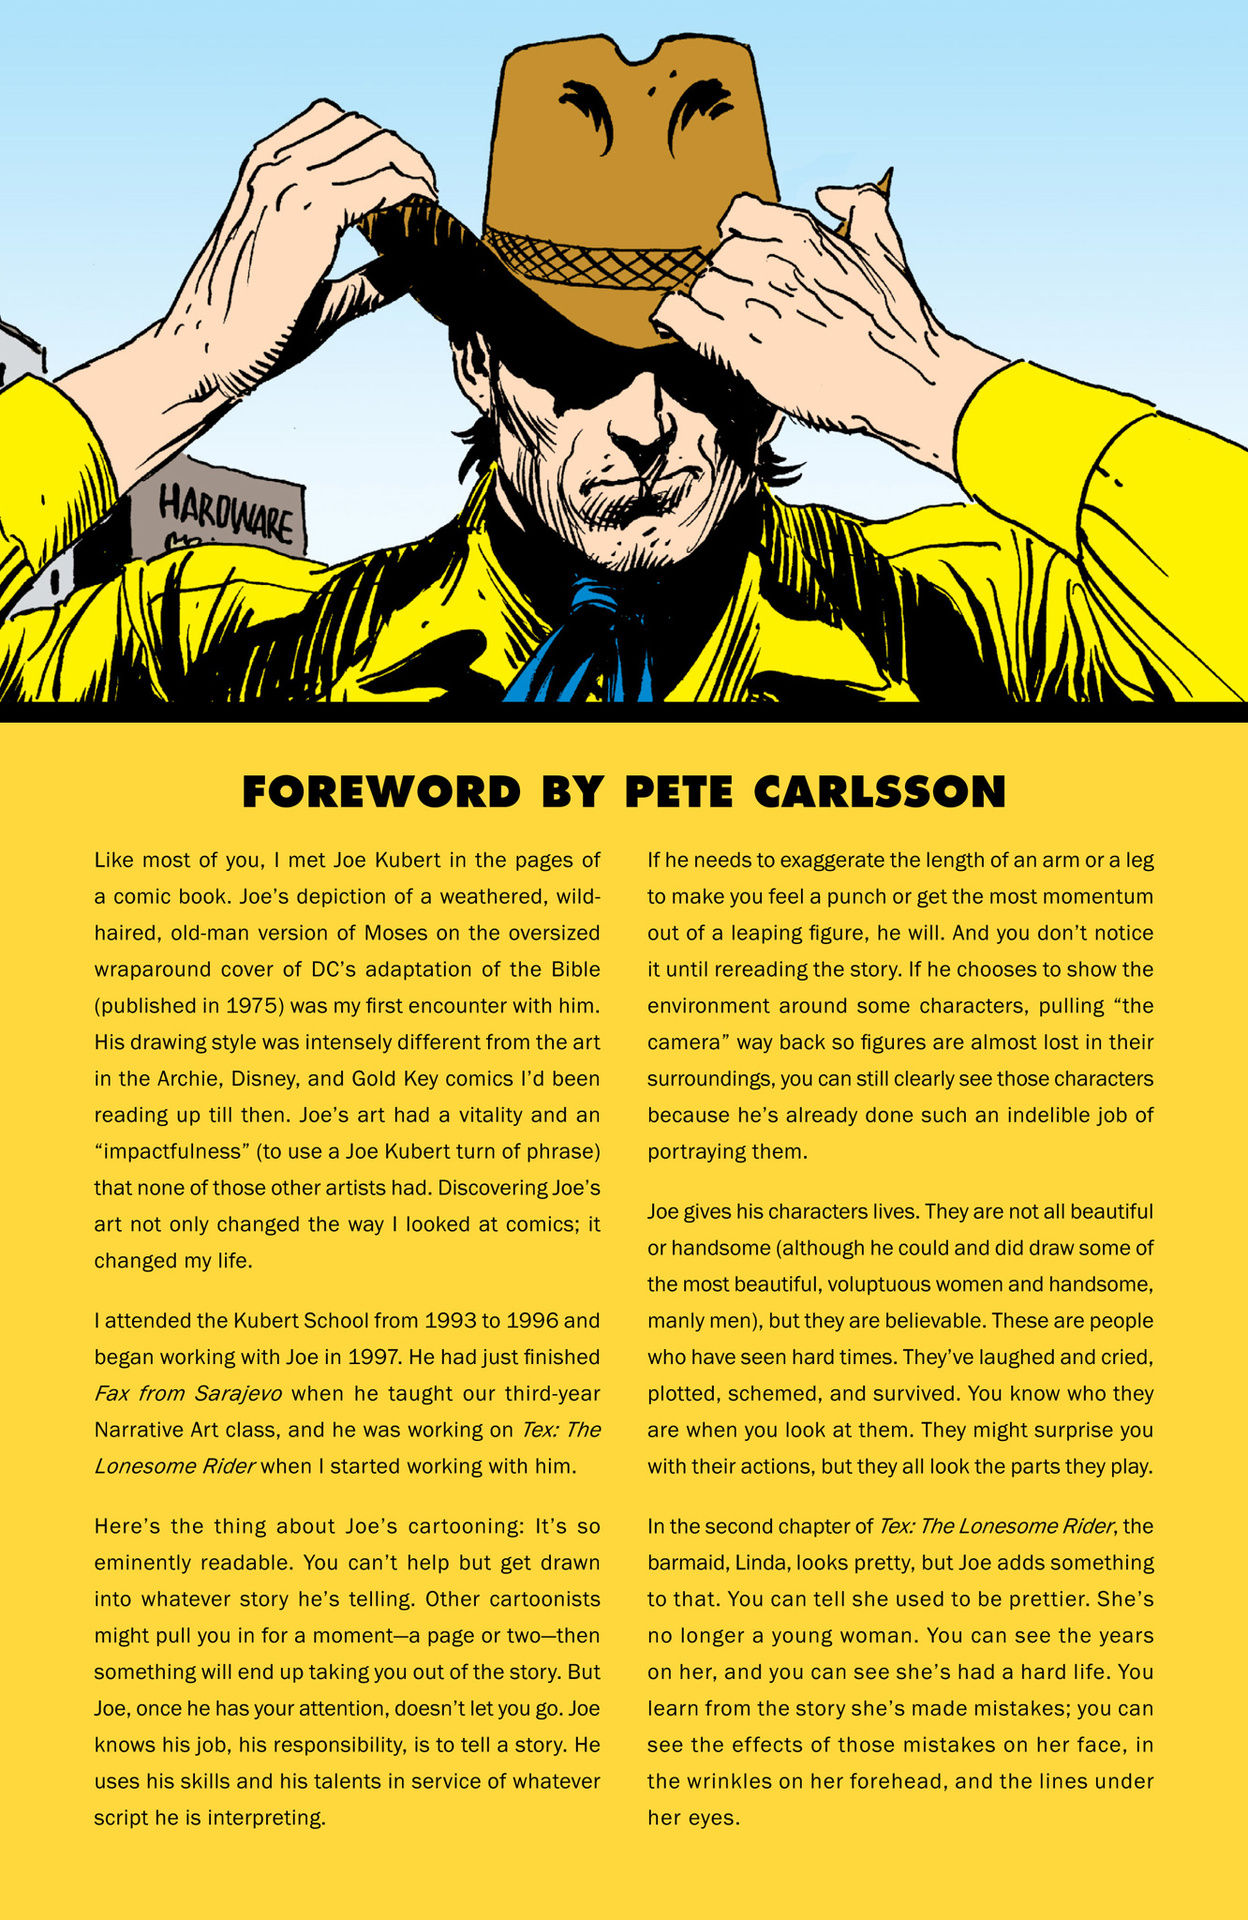 HARDWARE
FOREWORD BY PETE CARLSSON
Like most of you, I met Joe Kubert in the pages of
a comic book. Joe’s depiction of a weathered, wild-
haired, old-man version of Moses on the oversized
wraparound cover of DC’s adaptation of the Bible
(published in 1975) was my first encounter with him.
His drawing style was intensely different from the art
in the Archie, Disney, and Gold Key comics I’d been
reading up till then. Joe’s art had a vitality and an
“impactfulness” (to use a Joe Kubert turn of phrase)
that none of those other artists had. Discovering Joe’s
art not only changed the way I looked at comics; it
changed my life.
I attended the Kubert School from 1993 to 1996 and
began working with Joe in 1997. He had just finished
Fax from Sarajevo when he taught our third-year
Narrative Art class, and he was working on Tex: The
Lonesome Rider when I started working with him.
Here’s the thing about Joe’s cartooning: It’s so
eminently readable. You can’t help but get drawn
into whatever story he’s telling. Other cartoonists
might pull you in for a moment—a page or two—then
something will end up taking you out of the story. But
Joe, once he has your attention, doesn’t let you go. Joe
knows his job, his responsibility, is to tell a story. He
uses his skills and his talents in service of whatever
script he is interpreting.
If he needs to exaggerate the length of an arm or a leg
to make you feel a punch or get the most momentum
out of a leaping figure, he will. And you don’t notice
it until rereading the story. If he chooses to show the
environment around some characters, pulling “the
camera” way back so figures are almost lost in their
surroundings, you can still clearly see those characters
because he’s already done such an indelible job of
portraying them.
Joe gives his characters lives. They are not all beautiful
or handsome (although he could and did draw some of
the most beautiful, voluptuous women and handsome,
manly men), but they are believable. These are people
who have seen hard times. They’ve laughed and cried,
plotted, schemed, and survived. You know who they
are when you look at them. They might surprise you
with their actions, but they all look the parts they play.
In the second chapter of Tex: The Lonesome Rider, the
barmaid, Linda, looks pretty, but Joe adds something
to that. You can tell she used to be prettier. She’s
no longer a young woman. You can see the years
on her, and you can see she’s had a hard life. You
learn from the story she’s made mistakes; you can
see the effects of those mistakes on her face, in
the wrinkles on her forehead, and the lines under
her eyes.